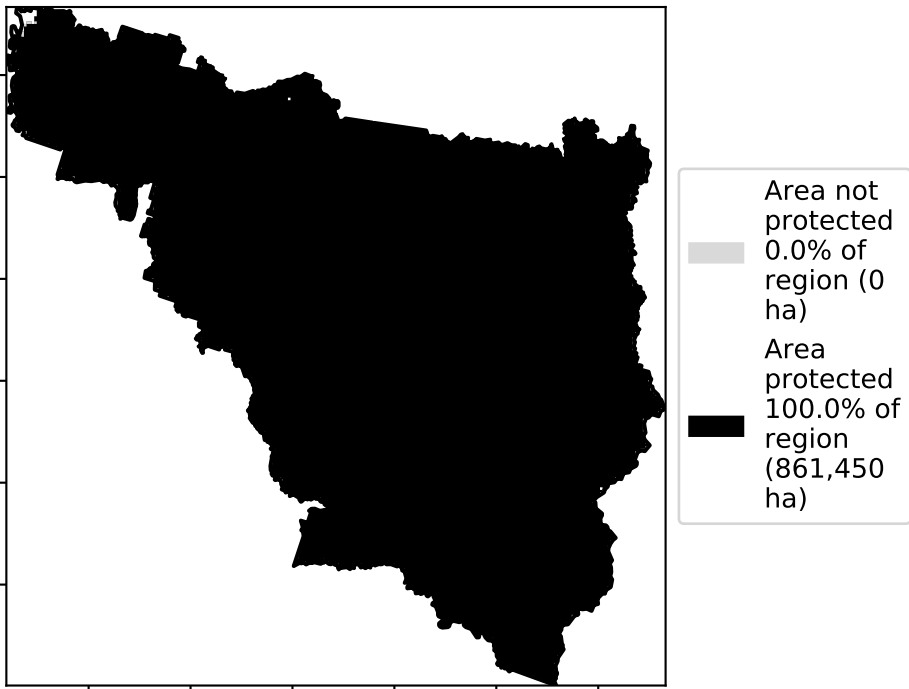 Area not
protected
0.0% of
region (0
ha)
Area
protected
100.0% of
region
(861,450
ha)